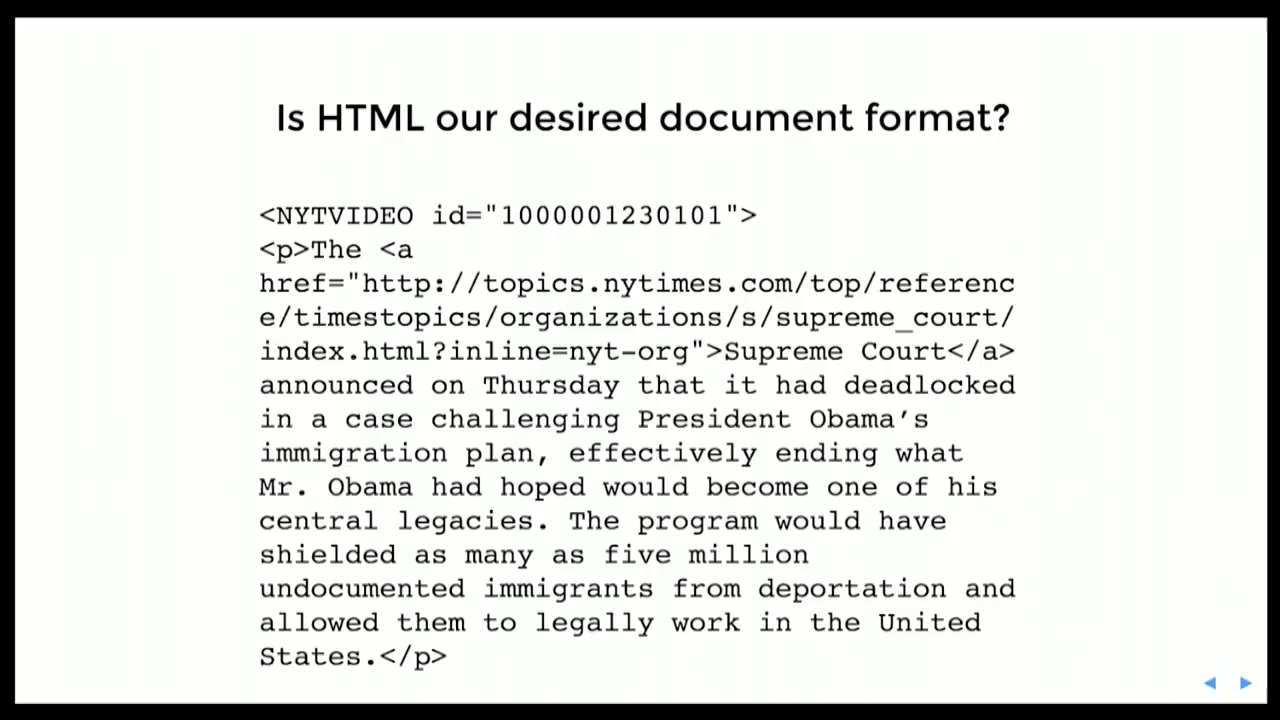 Is HTML our desired document format?
<NYTVIDEO id="1000001230101">
<p>The <a
href="http://topics.nytimes.com/top/referenc
e/timestopics/organizations/s/supreme_court/
index.html?inline=nyt-org">Supreme Court</a>
announced on Thursday that it had deadlocked
in a case challenging President Obama’s
immigration plan, effectively ending what
Mr. Obama had hoped would become one of his
central legacies. The program would have
shielded as many as five million
undocumented immigrants from deportation and
allowed them to legally work in the United
States.</p>